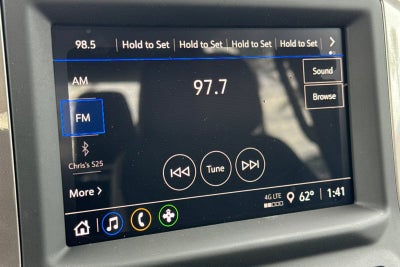 98.5 Hold to Set Hold to Set Hold to Set Hold to Set
AM
97.7
Sound
FM
Browse
Chris's S25
Tune
More
4G LTE
62° 1:41